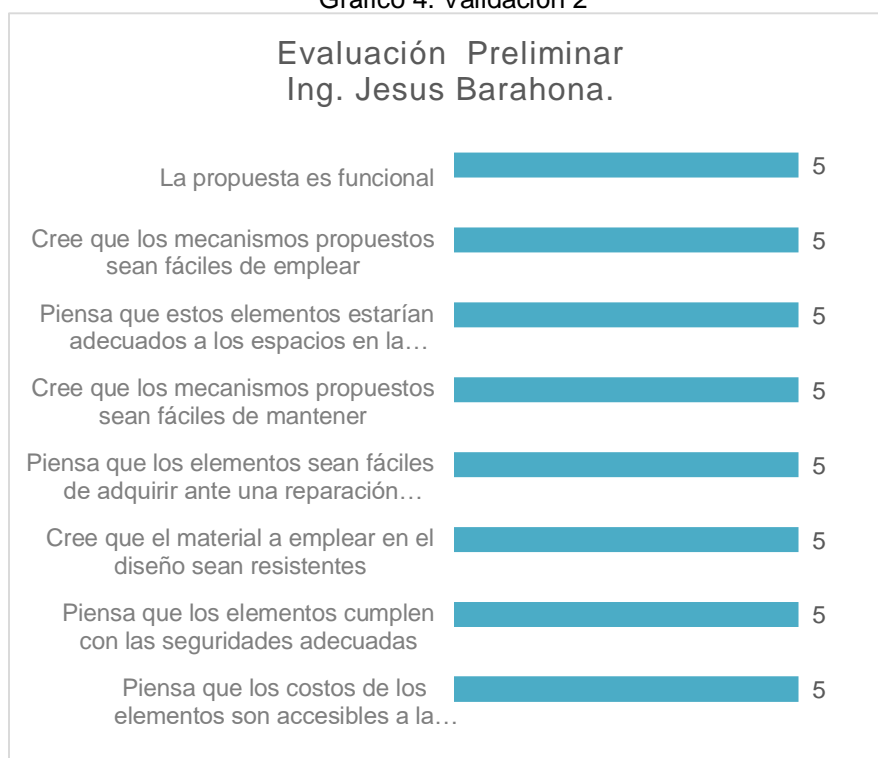 Gráfico 4. Validación 2
Evaluación Preliminar
Ing. Jesus Barahona.
La propuesta es funcional
5
Cree que los mecanismos propuestos
sean fáciles de emplear
5
Piensa que estos elementos estarían
adecuados a los espacios en la…
5
Cree que los mecanismos propuestos
sean fáciles de mantener
5
Piensa que los elementos sean fáciles
de adquirir ante una reparación…
5
Cree que el material a emplear en el
diseño sean resistentes
5
Piensa que los elementos cumplen
con las seguridades adecuadas
5
Piensa que los costos de los
elementos son accesibles a la…
5